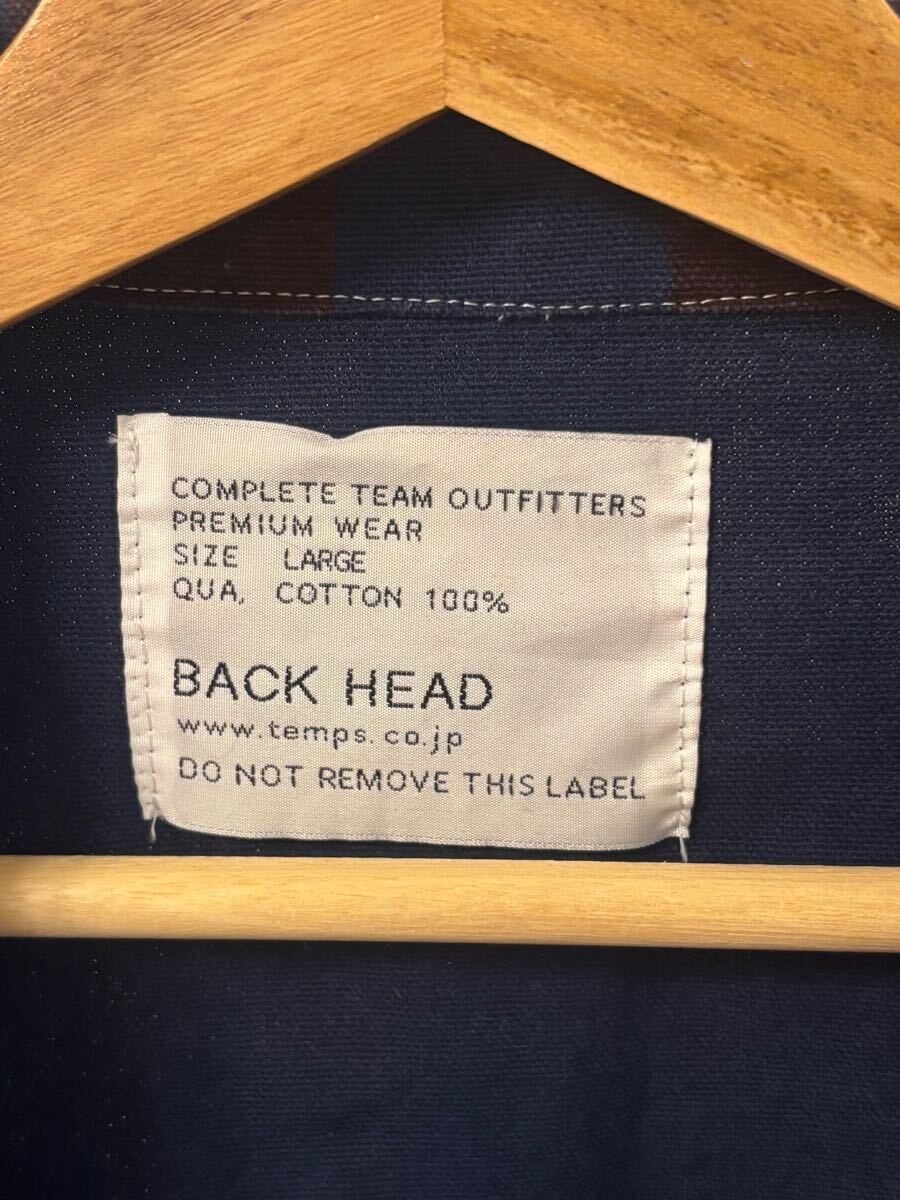 COMPLETE TEAM OUTFITTERS
PREMIUM WEAR
SIZE LARGE
QUA. COTTON 100%
BACK HEAD
www.temps.co.jp
DO NOT REMOVE THIS LABEL